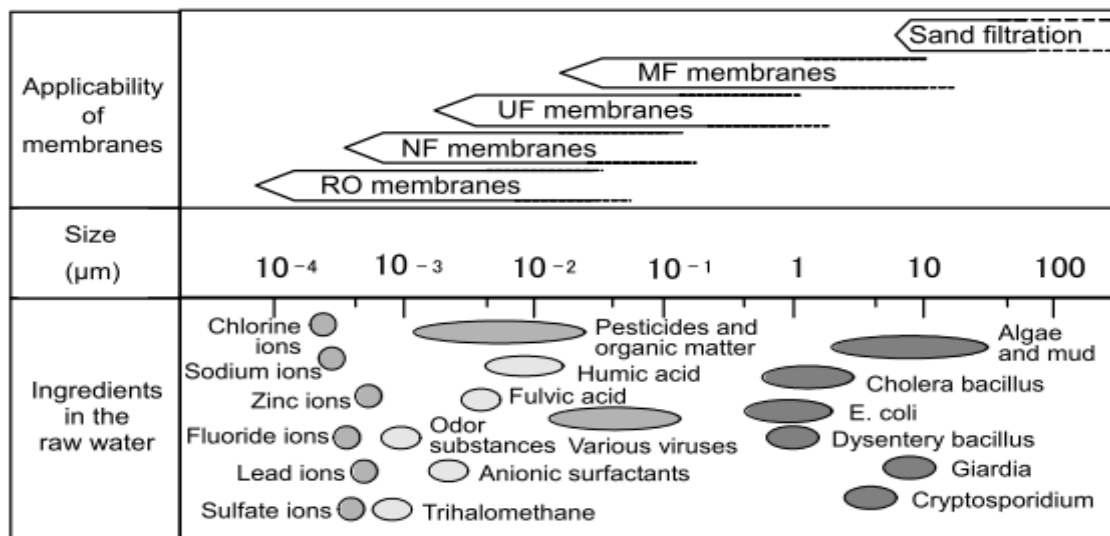 Applicability
of
membranes
Sand filtration
MF membranes
UF membranes
NF membranes
RO membranes
Size
(μm)
10⁻⁴ 10⁻³ 10⁻² 10⁻¹ 1 10 100
Ingredients
in the
raw water
Chlorine
ions
Sodium ions
Zinc ions
Fluoride ions
Lead ions
Sulfate ions
Pesticides and
organic matter
Humic acid
Fulvic acid
Odor
substances
Various viruses
Anionic surfactants
Trihalomethane
Algae
and mud
Cholera bacillus
E. coli
Dysentery bacillus
Giardia
Cryptosporidium